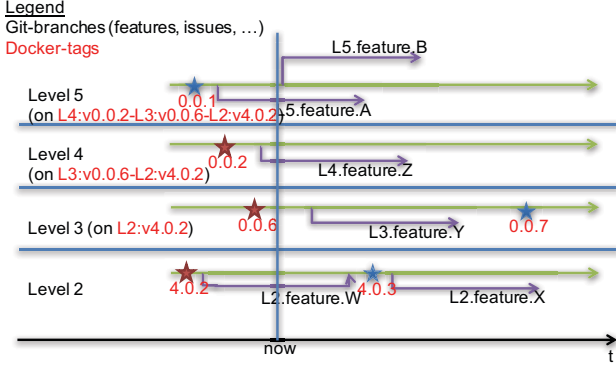 Legend
Git-branches (features, issues, …)
Docker-tags
L5.feature.B
Level 5
0.0.1
(on L4:v0.0.2-L3:v0.0.6-L2:v4.0.2)
5.feature.A
Level 4
0.0.2
(on L3:v0.0.6-L2:v4.0.2)
L4.feature.Z
Level 3 (on L2:v4.0.2)
0.0.6
L3.feature.Y
0.0.7
Level 2
4.0.2
L2.feature.W
4.0.3
L2.feature.X
now
t